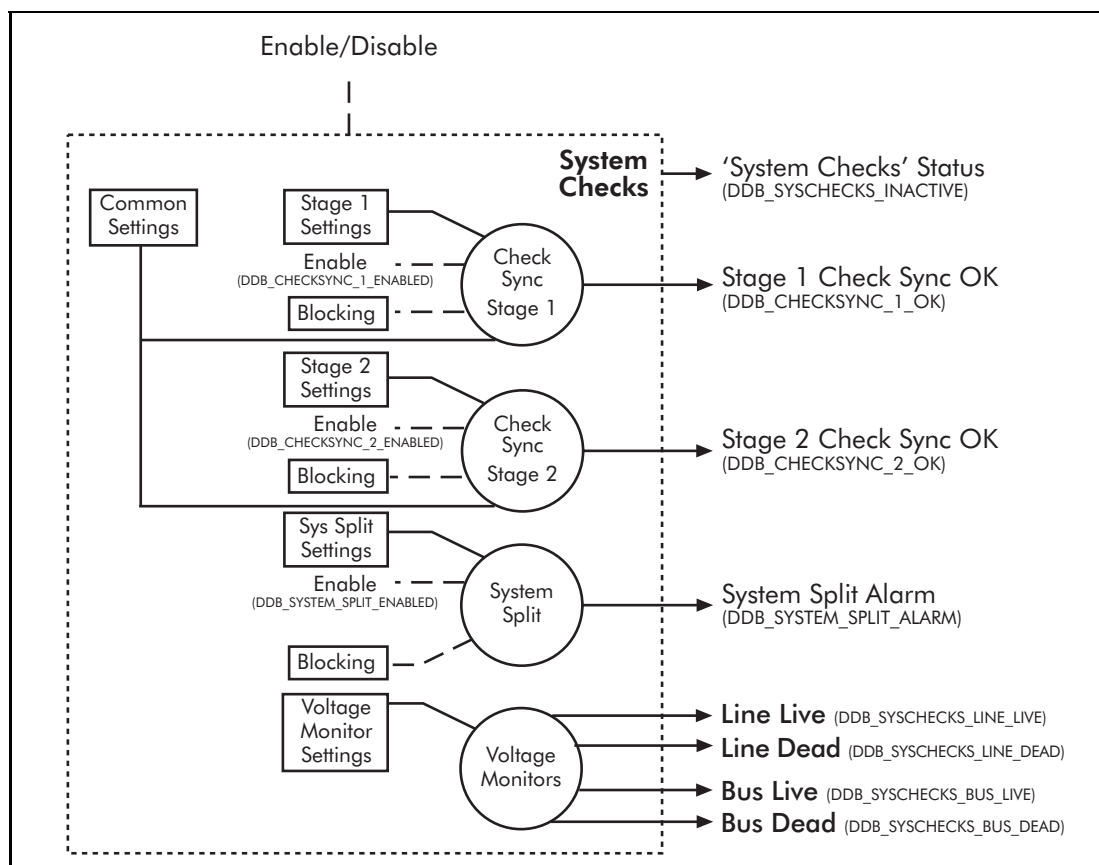 Enable/Disable
System
Checks
'System Checks' Status
(DDB_SYSCHECKS_INACTIVE)
Common
Settings
Stage 1
Settings
Enable
(DDB_CHECKSYNC_1_ENABLED)
Blocking
Check
Sync
Stage 1
Stage 1 Check Sync OK
(DDB_CHECKSYNC_1_OK)
Stage 2
Settings
Enable
(DDB_CHECKSYNC_2_ENABLED)
Blocking
Check
Sync
Stage 2
Stage 2 Check Sync OK
(DDB_CHECKSYNC_2_OK)
Sys Split
Settings
Enable
(DDB_SYSTEM_SPLIT_ENABLED)
Blocking
System
Split
System Split Alarm
(DDB_SYSTEM_SPLIT_ALARM)
Voltage
Monitor
Settings
Voltage
Monitors
Line Live (DDB_SYSCHECKS_LINE_LIVE)
Line Dead (DDB_SYSCHECKS_LINE_DEAD)
Bus Live (DDB_SYSCHECKS_BUS_LIVE)
Bus Dead (DDB_SYSCHECKS_BUS_DEAD)